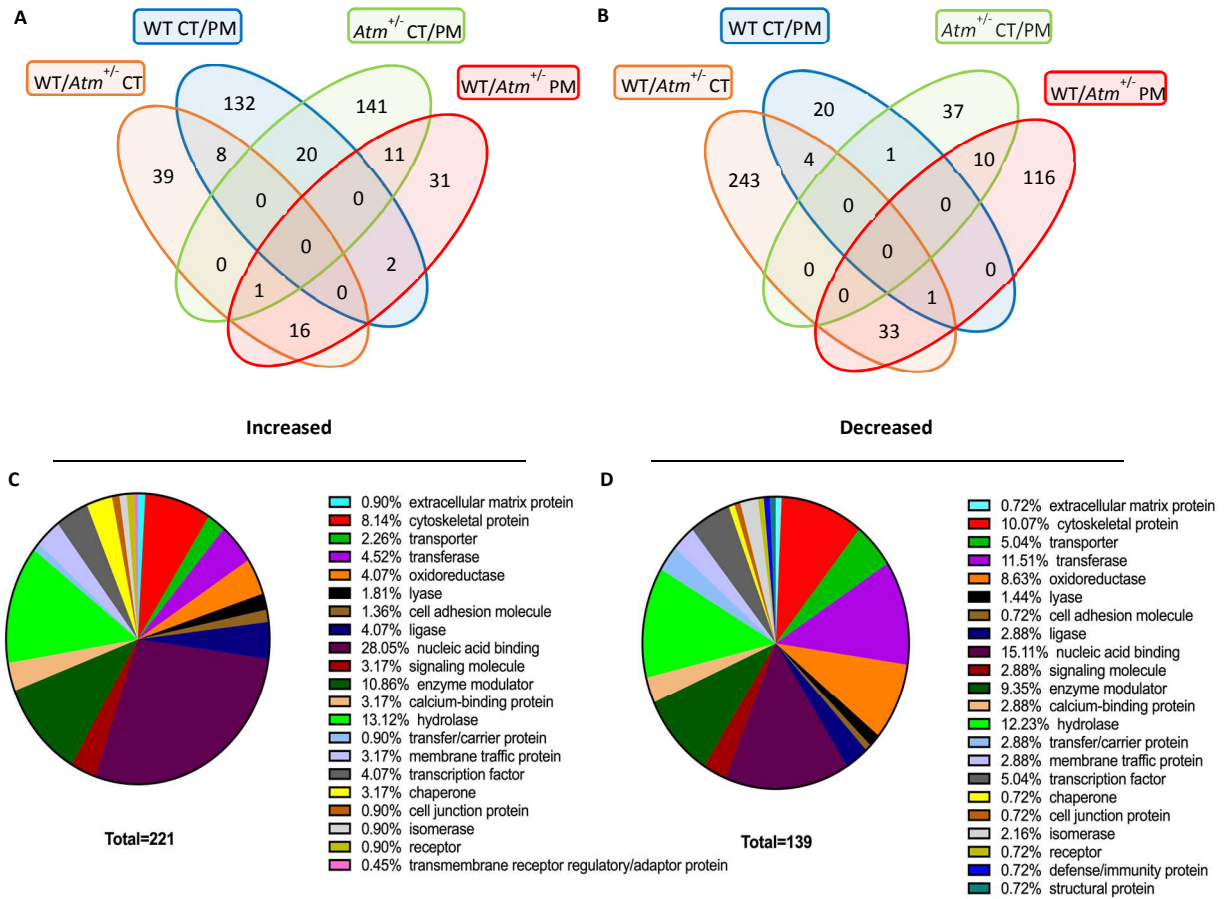 A
WT CT/PM
Atm+/- CT/PM
WT/Atm+/- CT
WT/Atm+/- PM
132
141
8
20
11
39
31
0
0
0
0
2
1
0
16
Increased
B
WT CT/PM
Atm+/- CT/PM
WT/Atm+/- CT
WT/Atm+/- PM
20
37
4
1
10
243
116
0
0
0
0
0
0
1
33
Decreased
C
0.90% extracellular matrix protein
8.14% cytoskeletal protein
2.26% transporter
4.52% transferase
4.07% oxidoreductase
1.81% lyase
1.36% cell adhesion molecule
4.07% ligase
28.05% nucleic acid binding
3.17% signaling molecule
10.86% enzyme modulator
3.17% calcium-binding protein
13.12% hydrolase
0.90% transfer/carrier protein
3.17% membrane traffic protein
4.07% transcription factor
3.17% chaperone
0.90% cell junction protein
0.90% isomerase
0.90% receptor
0.45% transmembrane receptor regulatory/adaptor protein
Total=221
D
0.72% extracellular matrix protein
10.07% cytoskeletal protein
5.04% transporter
11.51% transferase
8.63% oxidoreductase
1.44% lyase
0.72% cell adhesion molecule
2.88% ligase
15.11% nucleic acid binding
2.88% signaling molecule
9.35% enzyme modulator
2.88% calcium-binding protein
12.23% hydrolase
2.88% transfer/carrier protein
2.88% membrane traffic protein
5.04% transcription factor
0.72% chaperone
0.72% cell junction protein
2.16% isomerase
0.72% receptor
0.72% defense/immunity protein
0.72% structural protein
Total=139